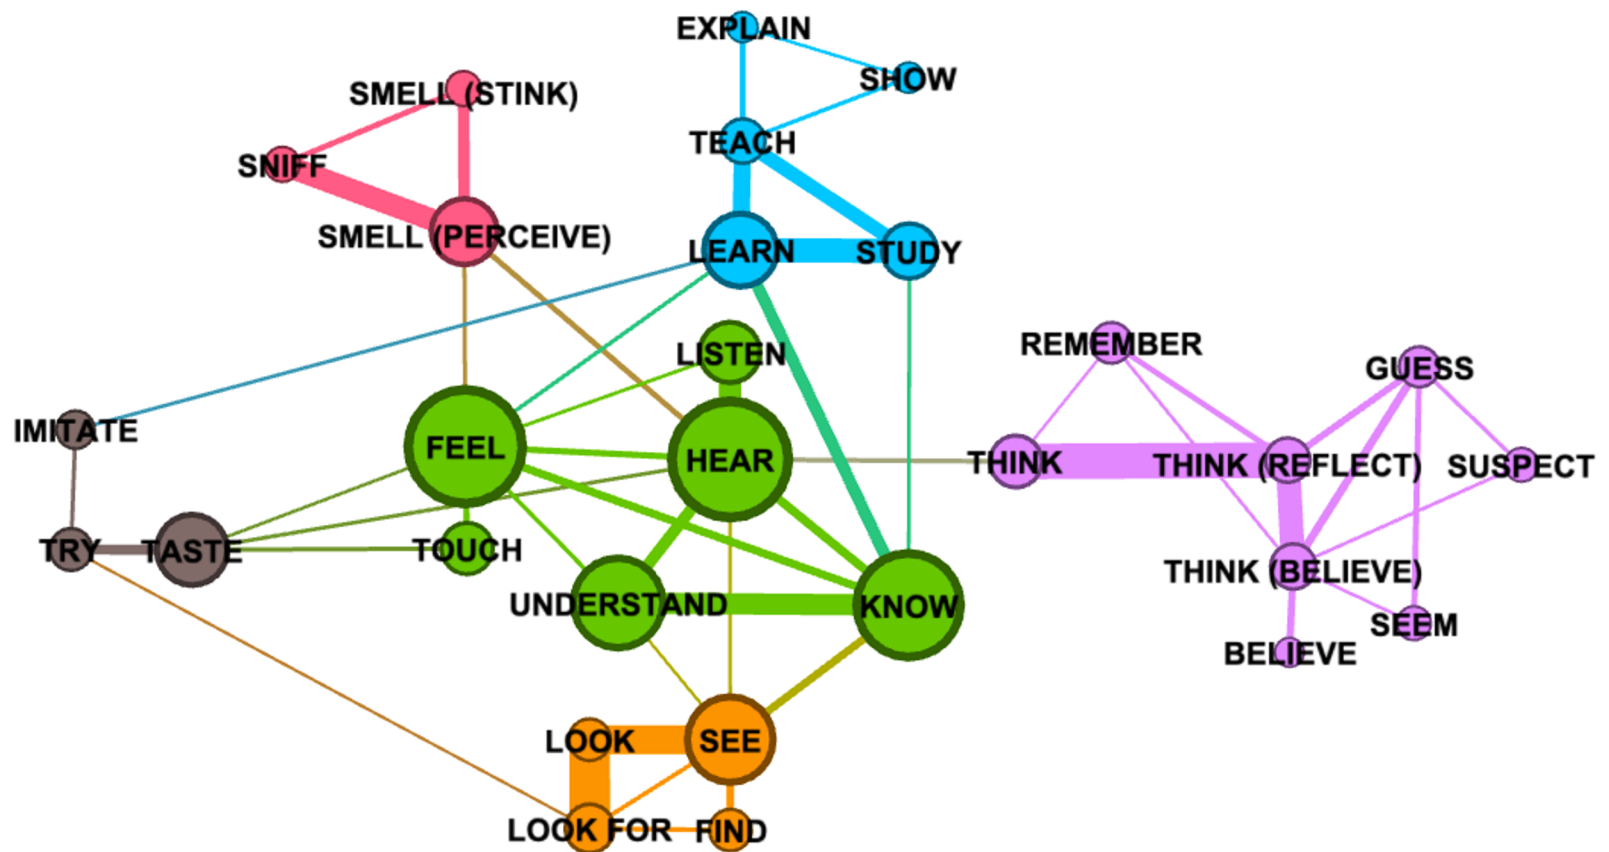 EXPLAIN
SHOW
SMELL (STINK)
TEACH
SNIFF
SMELL (PERCEIVE)
LEARN
STUDY
REMEMBER
LISTEN
GUESS
IMITATE
FEEL
HEAR
THINK
THINK (REFLECT)
SUSPECT
TRY
TASTE
TOUCH
THINK (BELIEVE)
UNDERSTAND
KNOW
SEEM
BELIEVE
LOOK
SEE
LOOK FOR
FIND